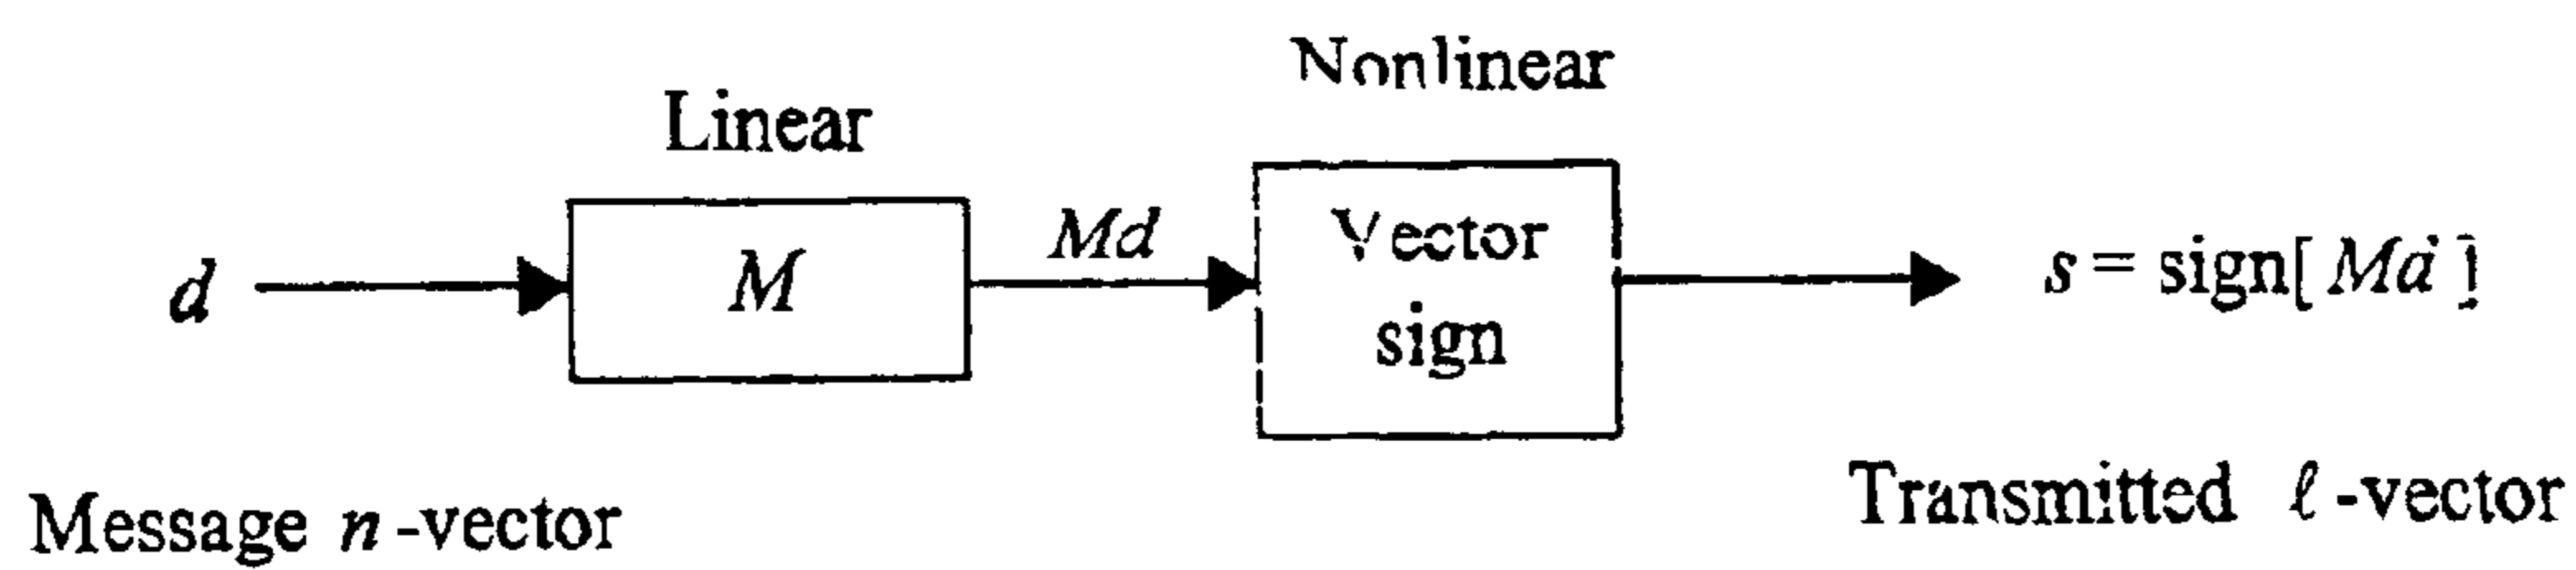 Linear
Nonlinear
d
M
Md
Vector
sign
s = sign[ Md ]
Message n -vector
Transmitted ℓ -vector